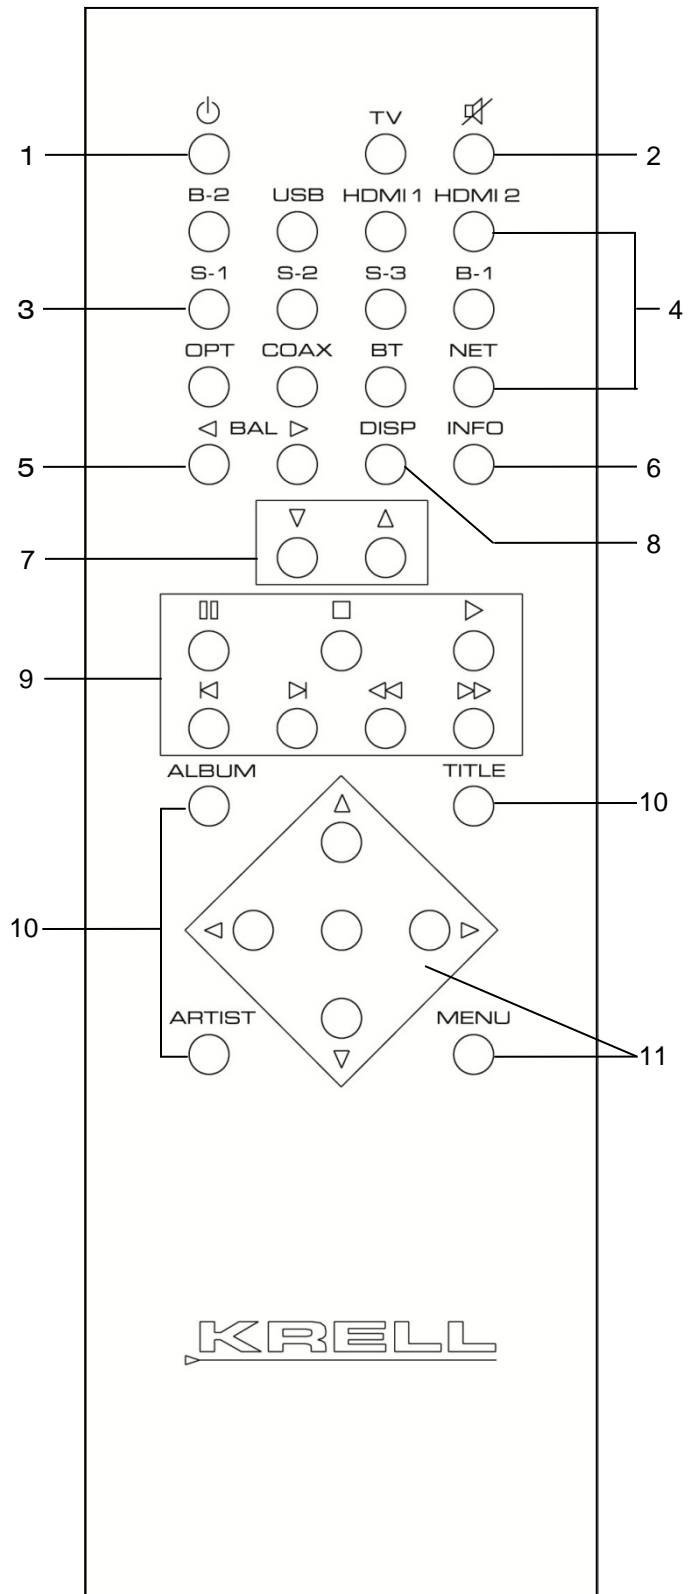 TV
1 2
B-2 USB HDMI 1 HDMI 2
S-1 S-2 S-3 B-1
3 4
OPT COAX BT NET
BAL DISP INFO
5 6
8
7
9
ALBUM TITLE
10
10
ARTIST MENU
11
KRELL